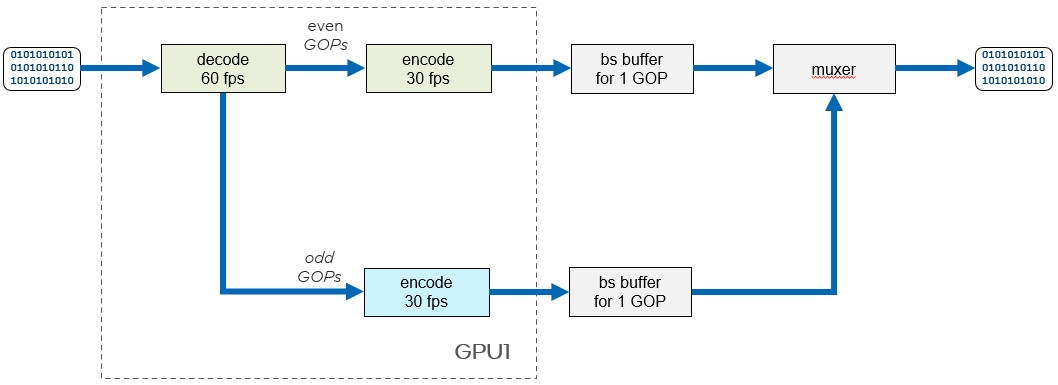 even
GOPs
0101010101
0101010110
1010101010
decode
60 fps
encode
30 fps
bs buffer
for 1 GOP
muxer
0101010101
0101010110
1010101010
odd
GOPs
encode
30 fps
bs buffer
for 1 GOP
GPU1